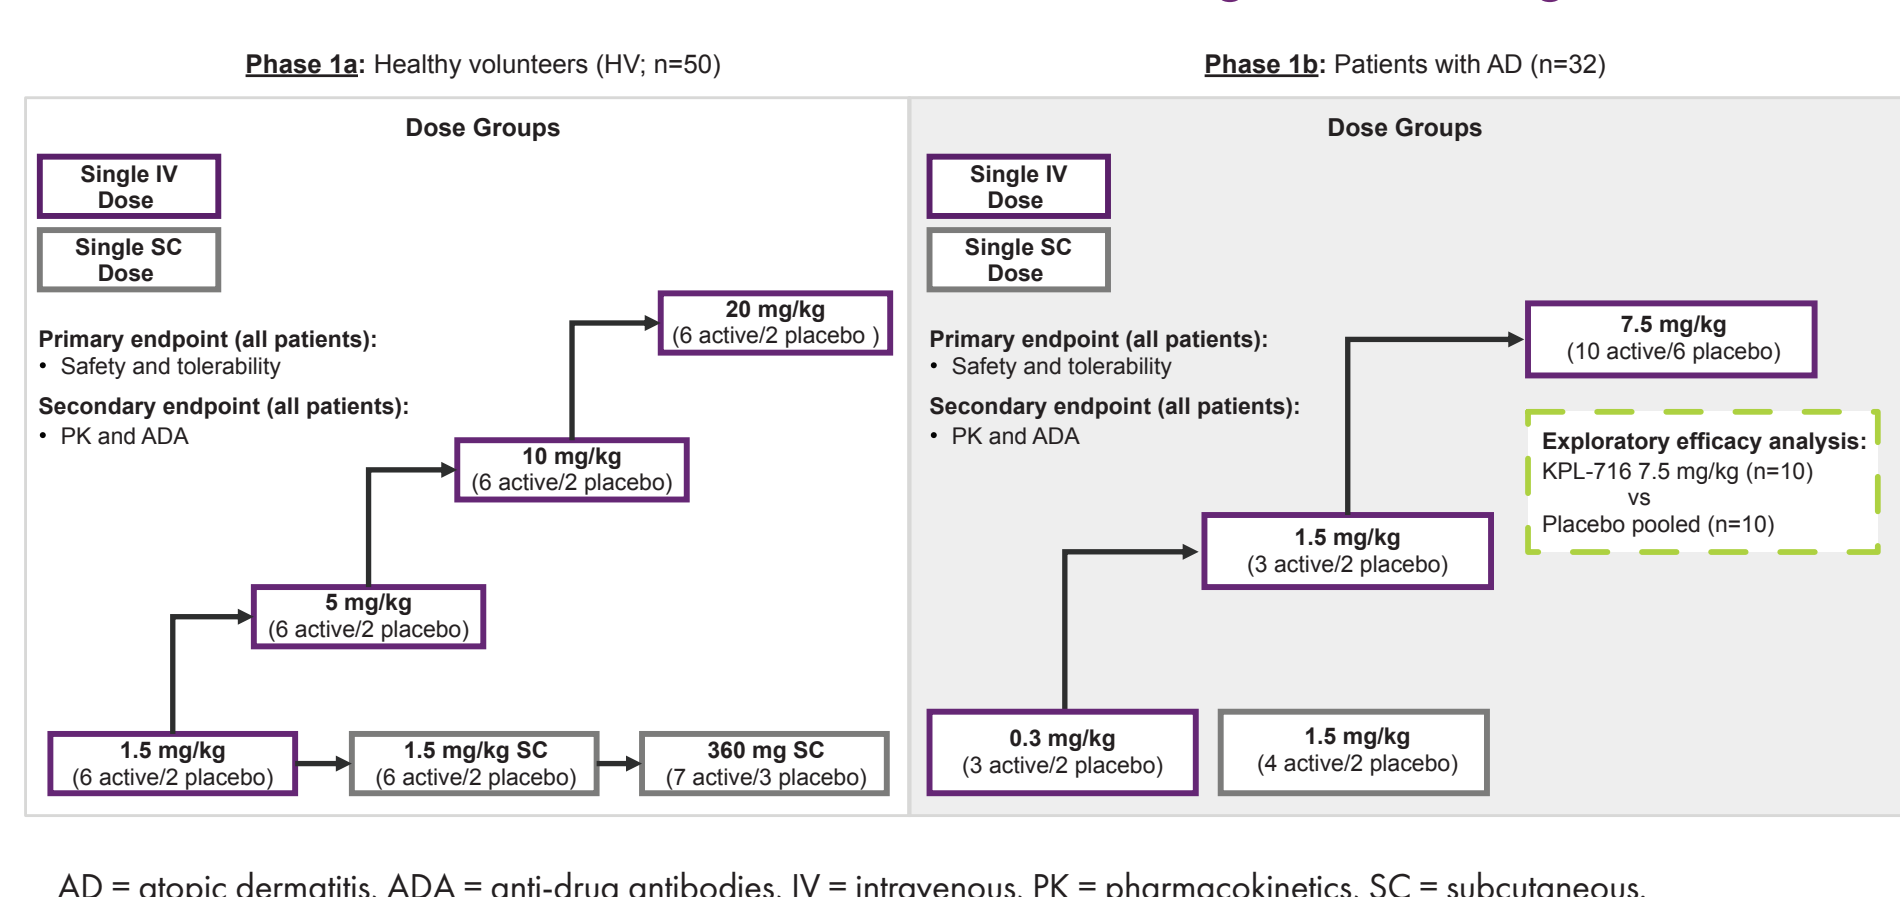 Phase 1a: Healthy volunteers (HV; n=50)
Dose Groups
Single IV
Dose
Single SC
Dose
Primary endpoint (all patients):
• Safety and tolerability
Secondary endpoint (all patients):
• PK and ADA
20 mg/kg
(6 active/2 placebo )
10 mg/kg
(6 active/2 placebo)
5 mg/kg
(6 active/2 placebo)
1.5 mg/kg
(6 active/2 placebo)
1.5 mg/kg SC
(6 active/2 placebo)
360 mg SC
(7 active/3 placebo)
Phase 1b: Patients with AD (n=32)
Dose Groups
Single IV
Dose
Single SC
Dose
Primary endpoint (all patients):
• Safety and tolerability
Secondary endpoint (all patients):
• PK and ADA
7.5 mg/kg
(10 active/6 placebo)
Exploratory efficacy analysis:
KPL-716 7.5 mg/kg (n=10)
vs
Placebo pooled (n=10)
1.5 mg/kg
(3 active/2 placebo)
0.3 mg/kg
(3 active/2 placebo)
1.5 mg/kg
(4 active/2 placebo)
AD = atopic dermatitis. ADA = anti-drug antibodies. IV = intravenous. PK = pharmacokinetics. SC = subcutaneous.